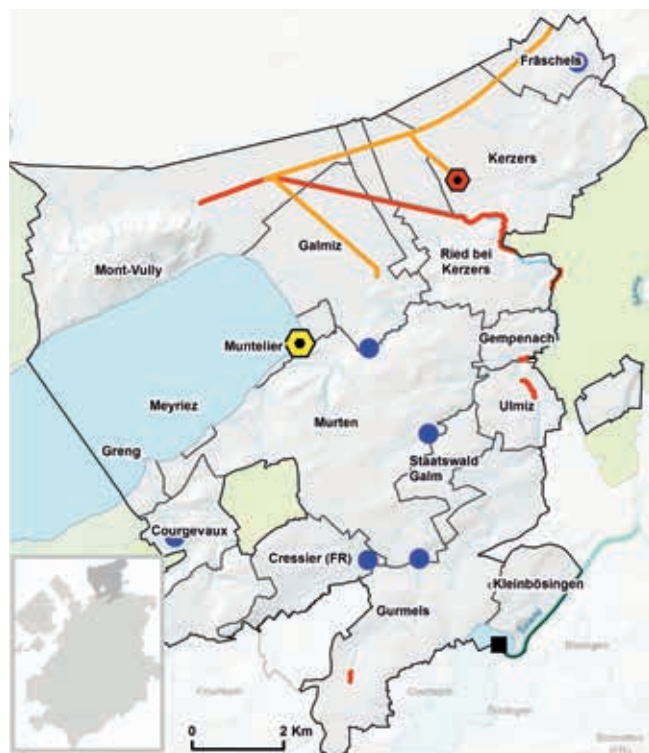 Fräschels
Kerzers
Mont-Vully
Galmiz
Ried bei
Kerzers
Muntelier
Gempenach
Meyriez
Murten
Ulmiz
Greng
Staatswald
Galm
Courgevaux
Cressier (FR)
Kleinbösingen
Gurmels
0 2 Km